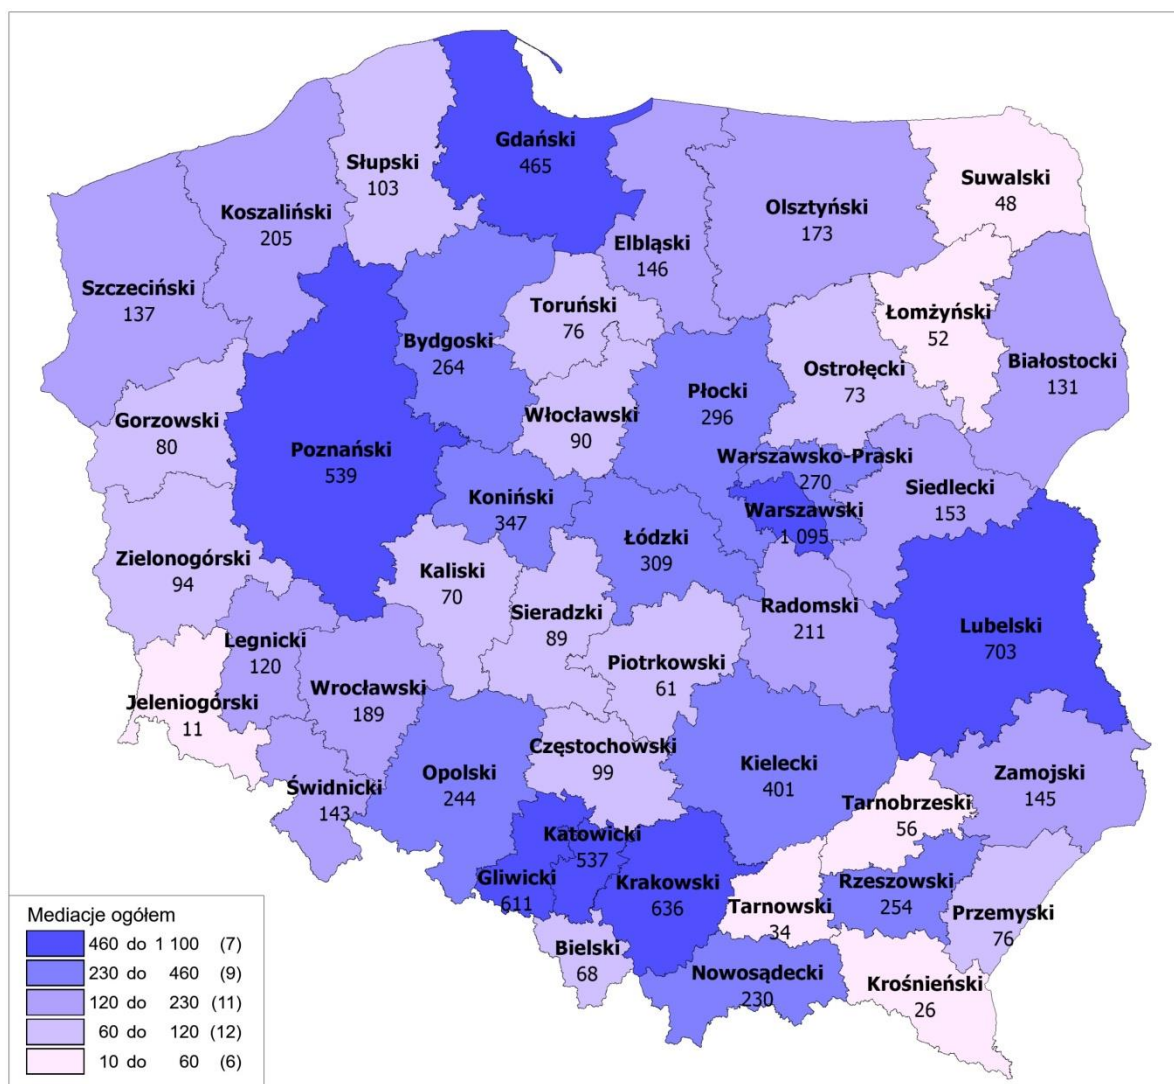 Gdański
465
Słupski
103
Suwalski
48
Koszaliński
205
Olsztyński
173
Elbląski
146
Szczeciński
137
Toruński
76
Łomżyński
52
Bydgoski
264
Białostocki
131
Ostrołęcki
73
Płocki
296
Gorzowski
80
Włocławski
90
Poznański
539
Warszawsko-Praski
270
Siedlecki
153
Koniński
347
Warszawski
1 095
Łódzki
309
Zielonogórski
94
Kaliski
70
Sieradzki
89
Radomski
211
Lubelski
703
Legnicki
120
Piotrkowski
61
Wrocławski
189
Jeleniogórski
11
Częstochowski
99
Kielecki
401
Opolski
244
Zamojski
145
Świdnicki
143
Tarnobrzeski
56
Katowicki
537
Gliwicki
611
Krakowski
636
Rzeszowski
254
Tarnowski
34
Przemyski
76
Bielski
68
Nowosądecki
230
Krośnieński
26
Mediacje ogółem
460 do 1 100 (7)
230 do 460 (9)
120 do 230 (11)
60 do 120 (12)
10 do 60 (6)